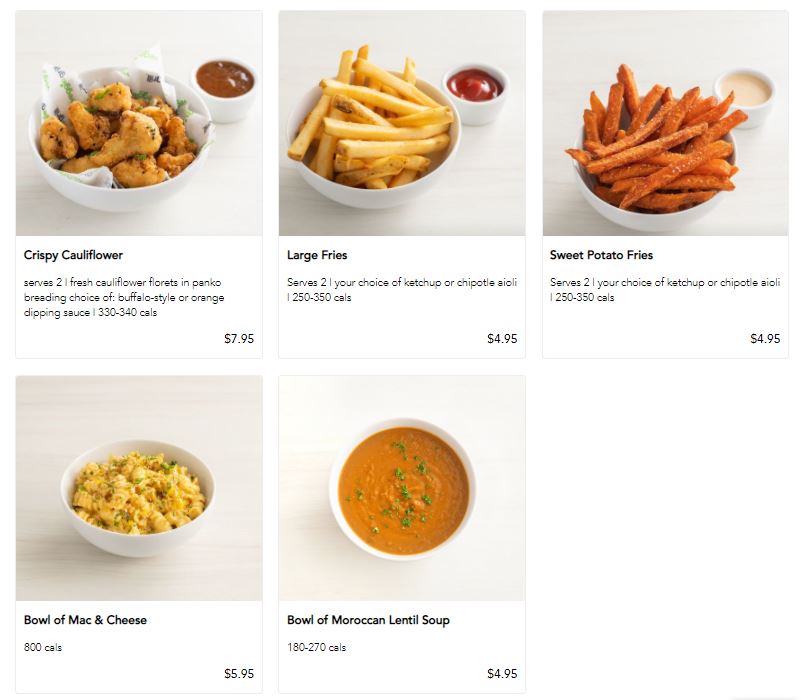 Crispy Cauliflower
serves 2 | fresh cauliflower florets in panko
breading choice of: buffalo-style or orange
dipping sauce | 330-340 cals
$7.95
Large Fries
Serves 2 | your choice of ketchup or chipotle aioli
| 250-350 cals
$4.95
Sweet Potato Fries
Serves 2 | your choice of ketchup or chipotle aioli
| 250-350 cals
$4.95
Bowl of Mac & Cheese
800 cals
$5.95
Bowl of Moroccan Lentil Soup
180-270 cals
$4.95